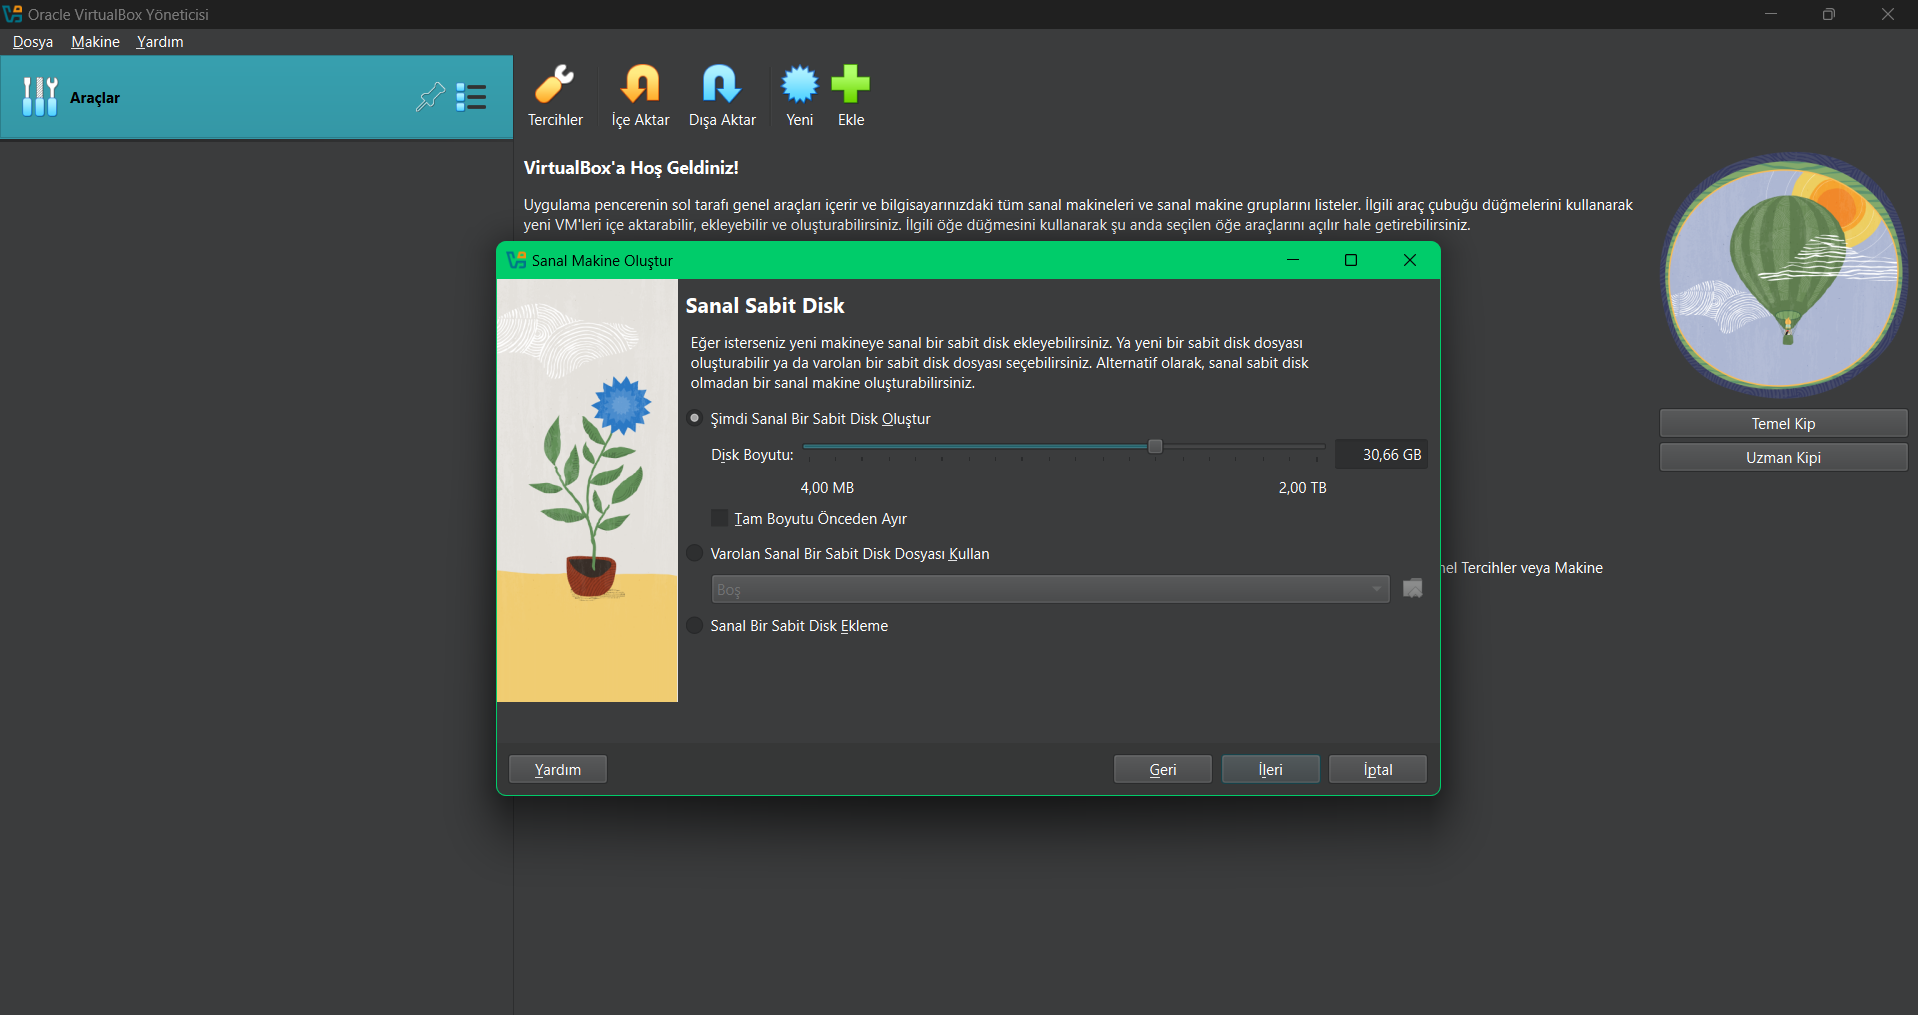 Oracle VirtualBox Yöneticisi
Dosya Makine Yardım
Araçlar
Tercihler İçe Aktar Dışa Aktar Yeni Ekle
VirtualBox'a Hoş Geldiniz!
Uygulama pencerenin sol tarafı genel araçları içerir ve bilgisayarınızdaki tüm sanal makineleri ve sanal makine gruplarını listeler. İlgili araç çubuğu düğmelerini kullanarak
yeni VM'leri içe aktarabilir, ekleyebilir ve oluşturabilirsiniz. İlgili öğe düğmesini kullanarak şu anda seçilen öğe araçlarını açılır hale getirebilirsiniz.
Sanal Makine Oluştur
Sanal Sabit Disk
Eğer isterseniz yeni makineye sanal bir sabit disk ekleyebilirsiniz. Ya yeni bir sabit disk dosyası
oluşturabilir ya da varolan bir sabit disk dosyası seçebilirsiniz. Alternatif olarak, sanal sabit disk
olmadan bir sanal makine oluşturabilirsiniz.
Şimdi Sanal Bir Sabit Disk Oluştur
Disk Boyutu: 30,66 GB
4,00 MB 2,00 TB
Tam Boyutu Önceden Ayır
Varolan Sanal Bir Sabit Disk Dosyası Kullan
Boş
Sanal Bir Sabit Disk Ekleme
Yardım Geri İleri İptal
Temel Kip
Uzman Kipi
nel Tercihler veya Makine